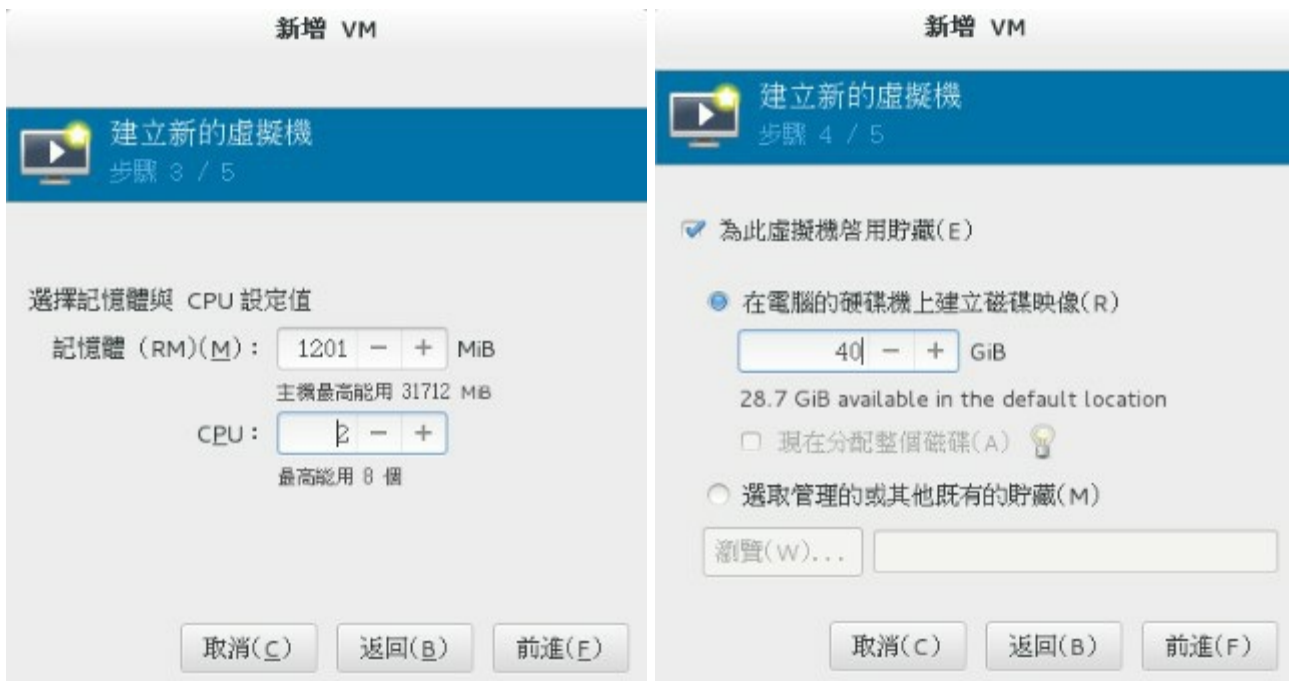 新增 VM
建立新的虛擬機
步驟 3 / 5
選擇記憶體與 CPU 設定值
記憶體 (RM)(M): 1201 − + MiB
主機最高能用 31712 MiB
CPU: 2 − +
最高能用 8 個
取消(C) 返回(B) 前進(F)
新增 VM
建立新的虛擬機
步驟 4 / 5
為此虛擬機啓用貯藏(E)
在電腦的硬碟機上建立磁碟映像(R)
40 − + GiB
28.7 GiB available in the default location
現在分配整個磁碟(A)
選取管理的或其他既有的貯藏(M)
瀏覽(W)...
取消(C) 返回(B) 前進(F)